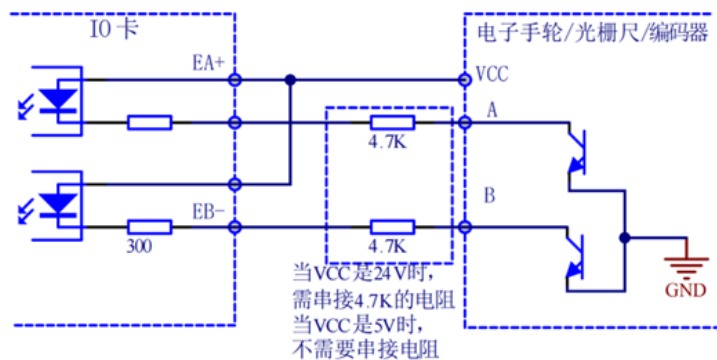 IO 卡
电子手轮/光栅尺/编码器
EA+
VCC
A
4.7K
B
EB-
300
4.7K
当VCC是24V时，
需串接4.7K的电阻
当VCC是5V时，
不需要串接电阻
GND